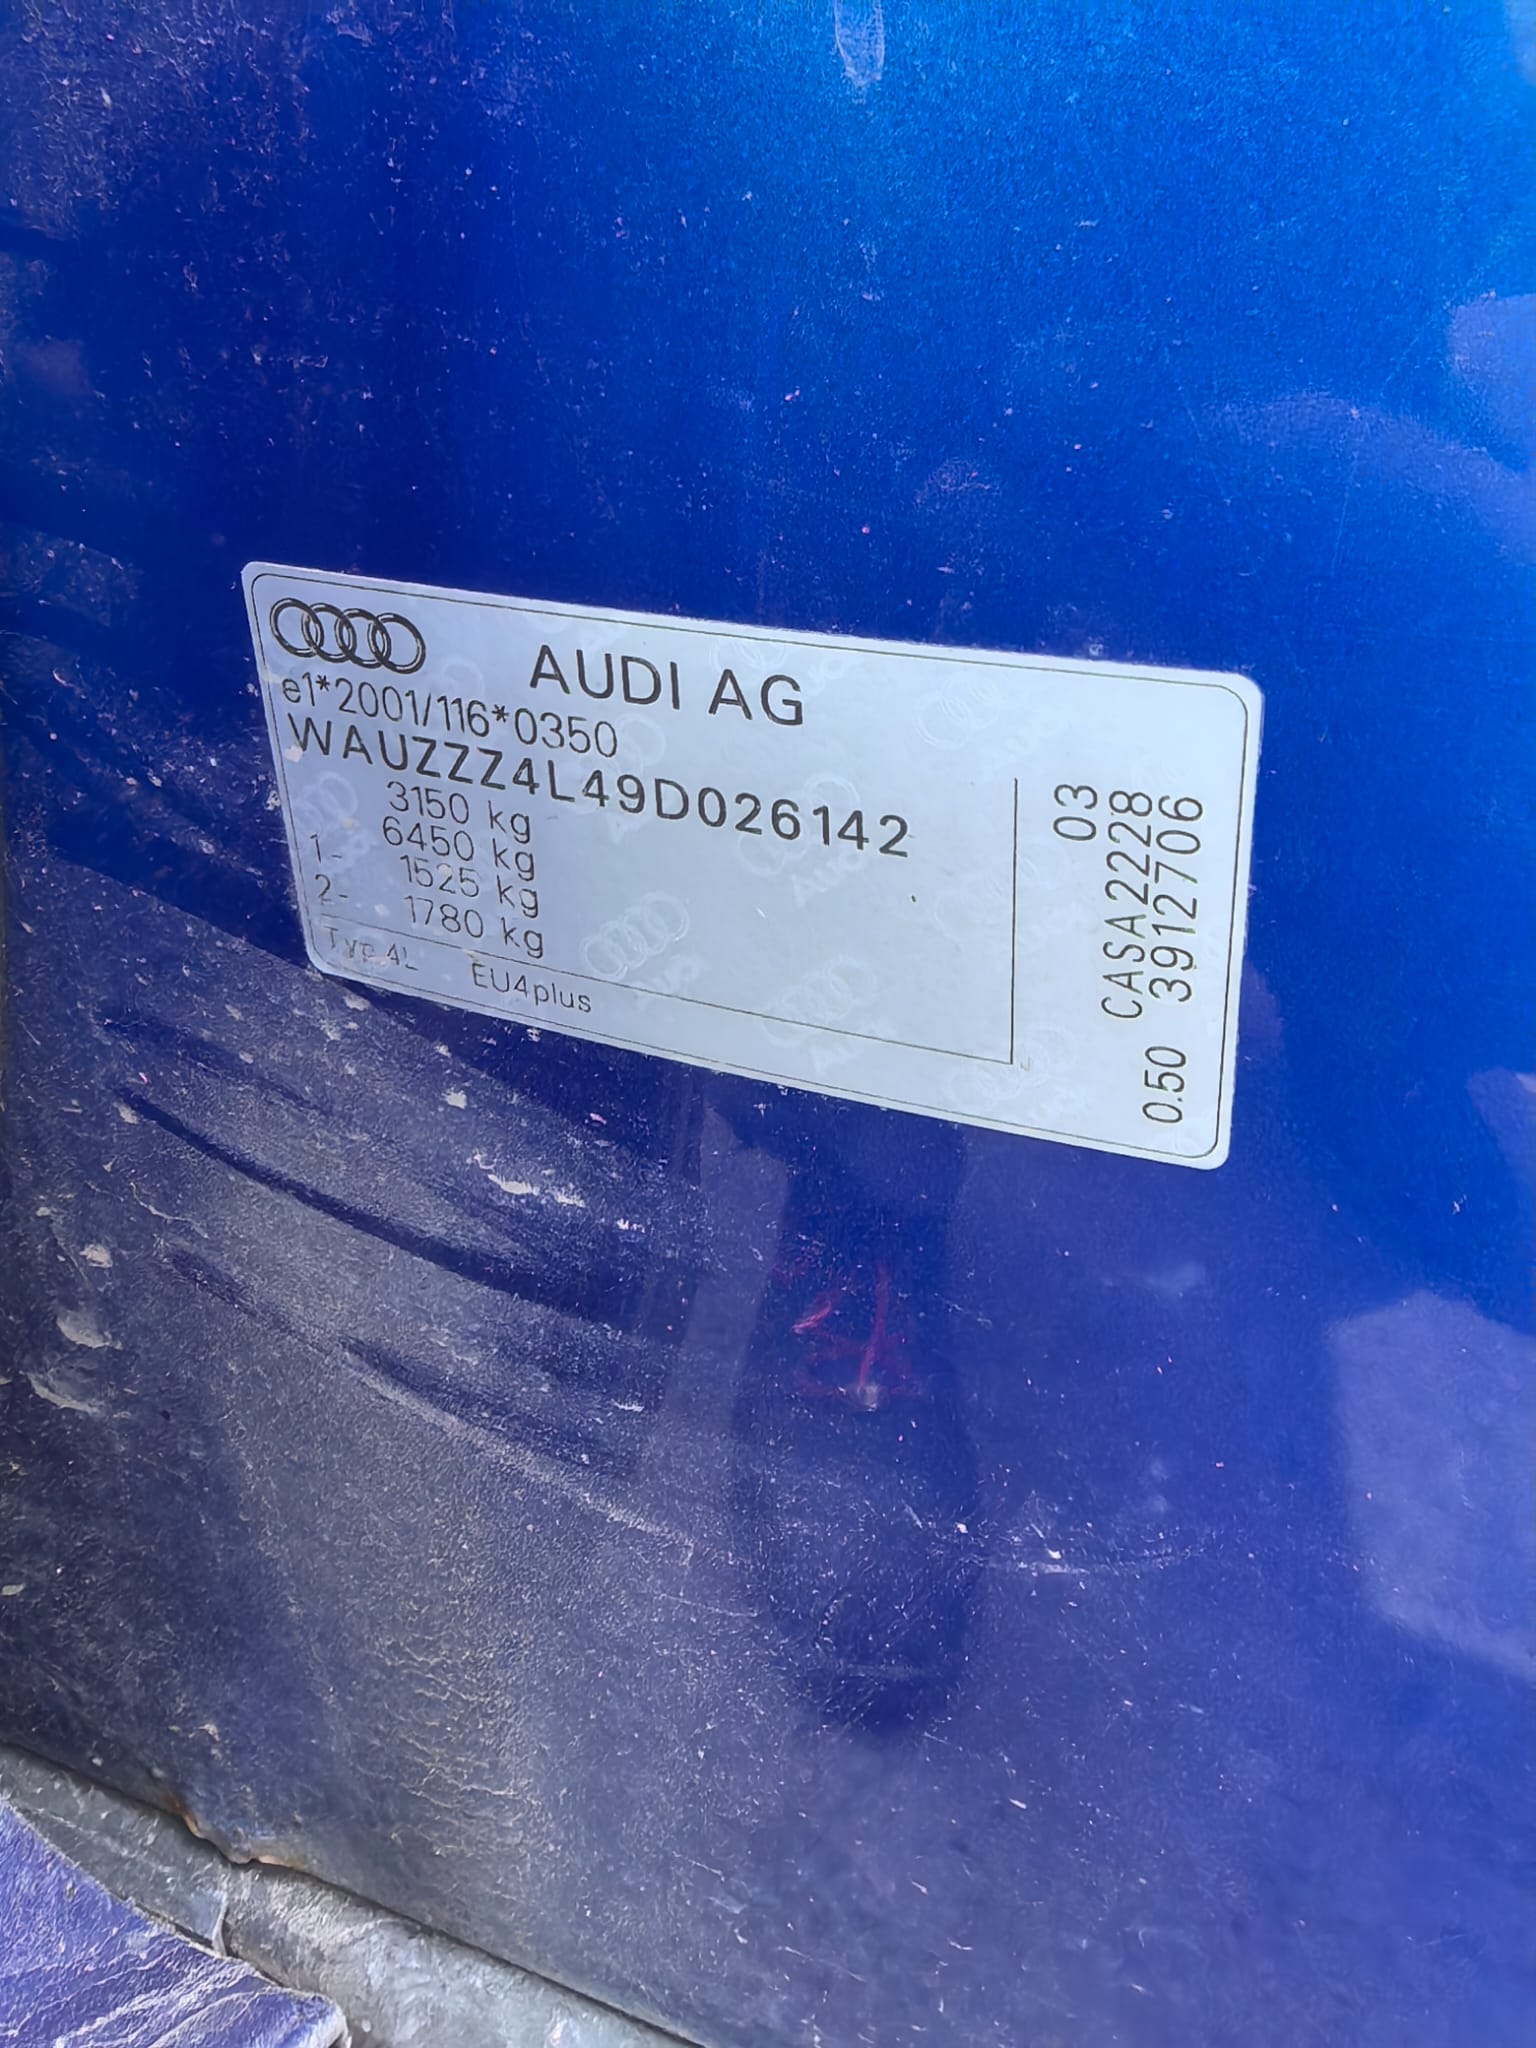 AUDI AG
e1*2001/116*0350
WAUZZZ4L49D026142
3150 kg
6450 kg
1- 1525 kg
2- 1780 kg
Typ 4L EU4plus
03
CASA2228
0.50 3912706